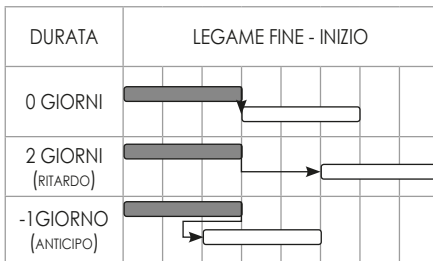 DURATA
LEGAME FINE - INIZIO
0 GIORNI
2 GIORNI
(RITARDO)
-1GIORNO
(ANTICIPO)